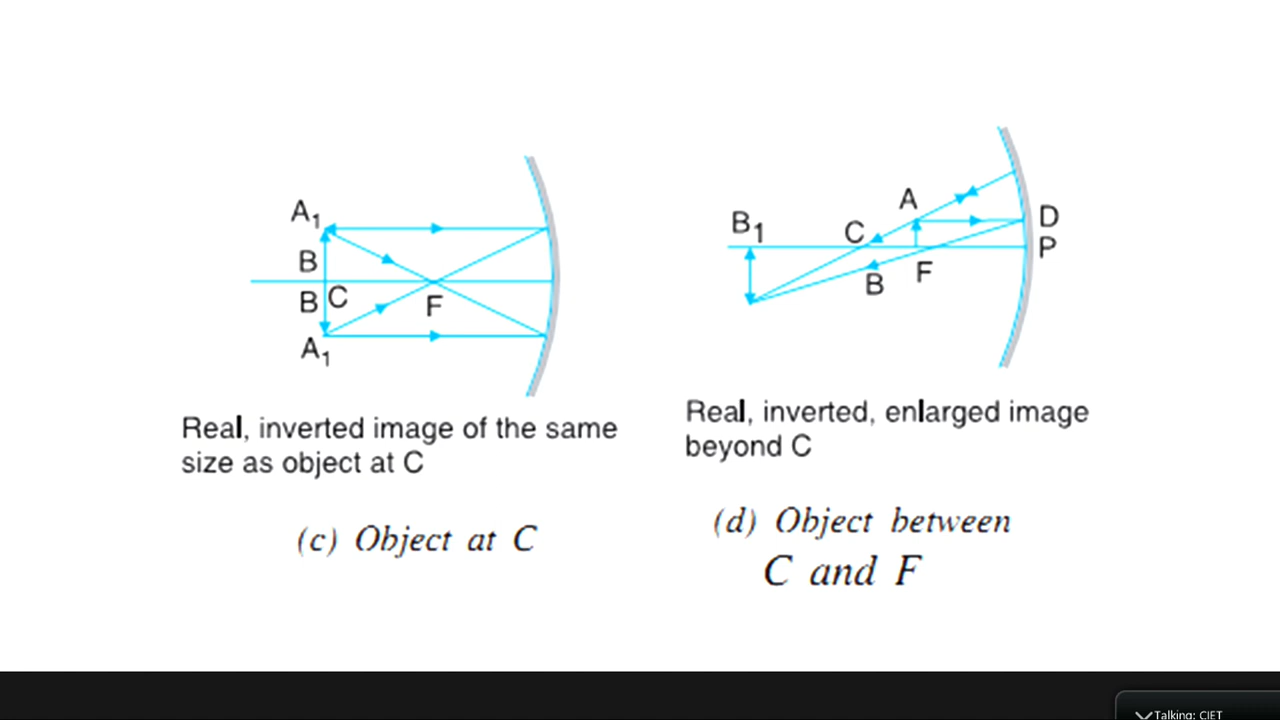 A1
B
B C
F
A1
Real, inverted image of the same
size as object at C
(c) Object at C
A
B1
C
D
P
B
F
Real, inverted, enlarged image
beyond C
(d) Object between
C and F
Talking: CIET